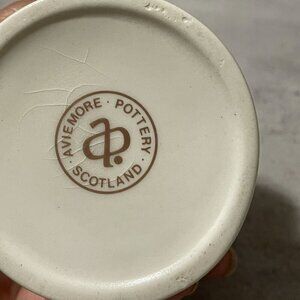 AVIEMORE · POTTERY ·
SCOTLAND ·
ap.